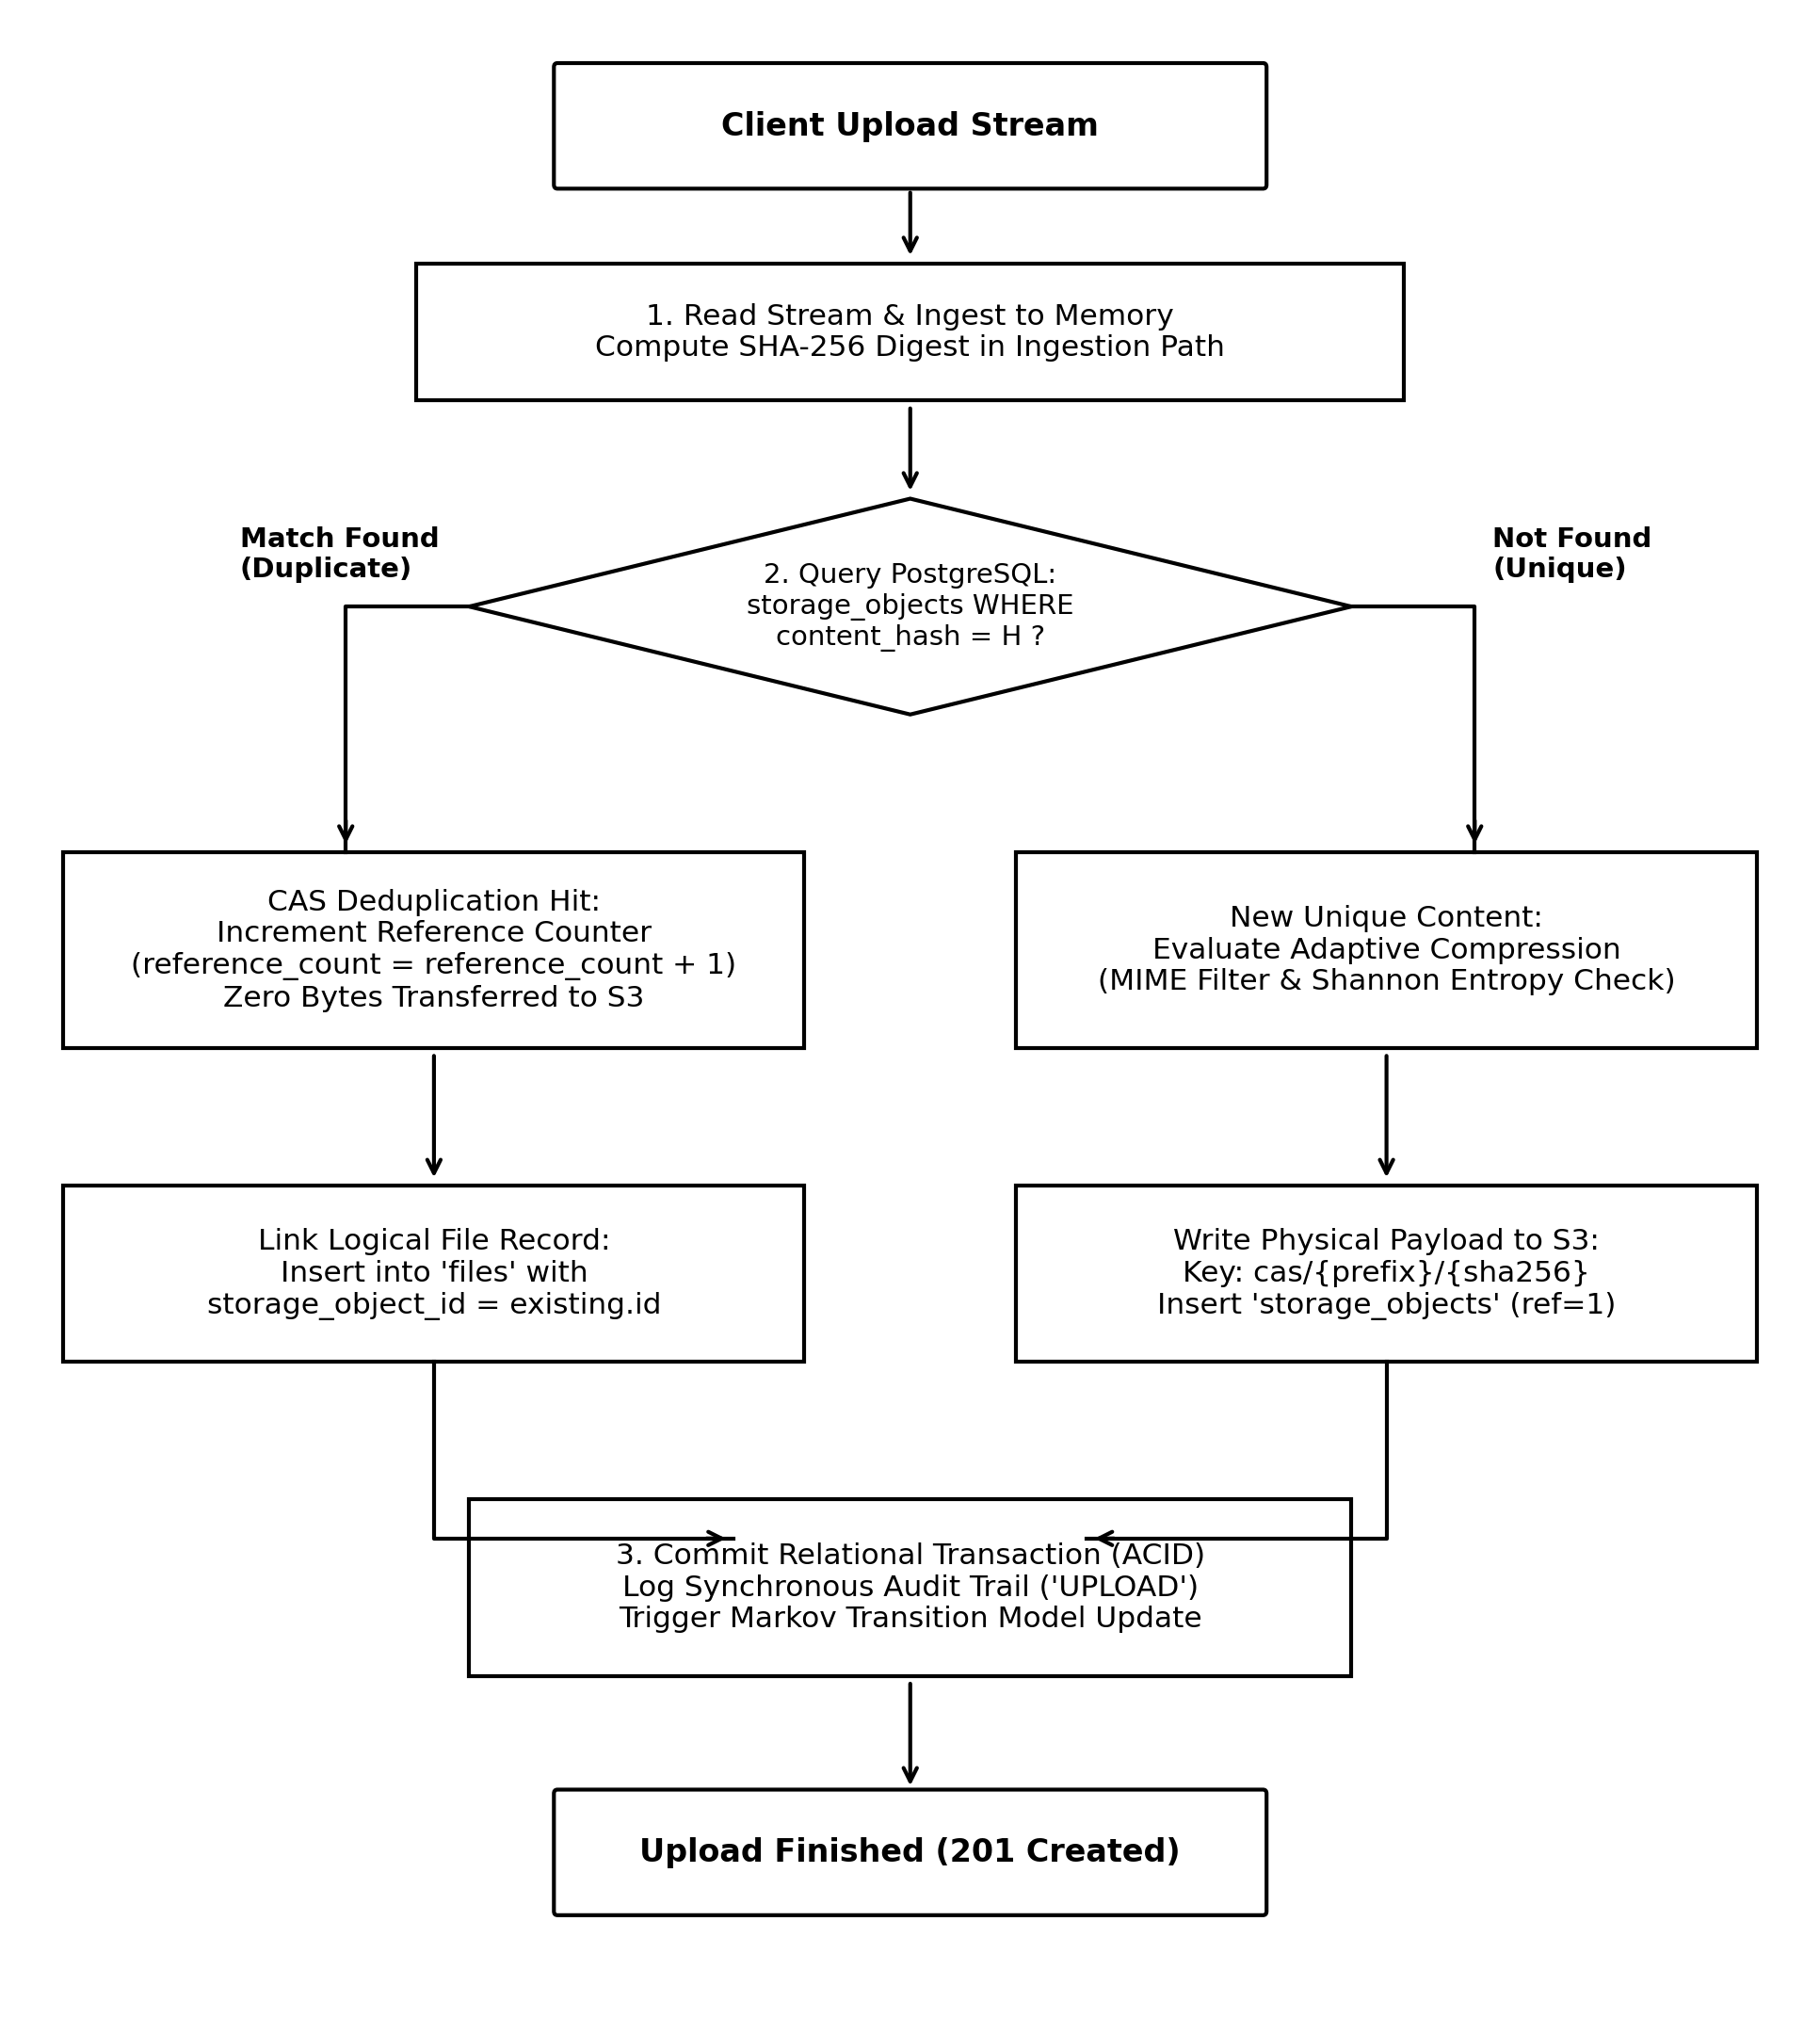 Client Upload Stream
1. Read Stream & Ingest to Memory
Compute SHA-256 Digest in Ingestion Path
Match Found
(Duplicate)
Not Found
(Unique)
2. Query PostgreSQL:
storage_objects WHERE
content_hash = H ?
CAS Deduplication Hit:
Increment Reference Counter
(reference_count = reference_count + 1)
Zero Bytes Transferred to S3
New Unique Content:
Evaluate Adaptive Compression
(MIME Filter & Shannon Entropy Check)
Link Logical File Record:
Insert into 'files' with
storage_object_id = existing.id
Write Physical Payload to S3:
Key: cas/{prefix}/{sha256}
Insert 'storage_objects' (ref=1)
3. Commit Relational Transaction (ACID)
Log Synchronous Audit Trail ('UPLOAD')
Trigger Markov Transition Model Update
Upload Finished (201 Created)